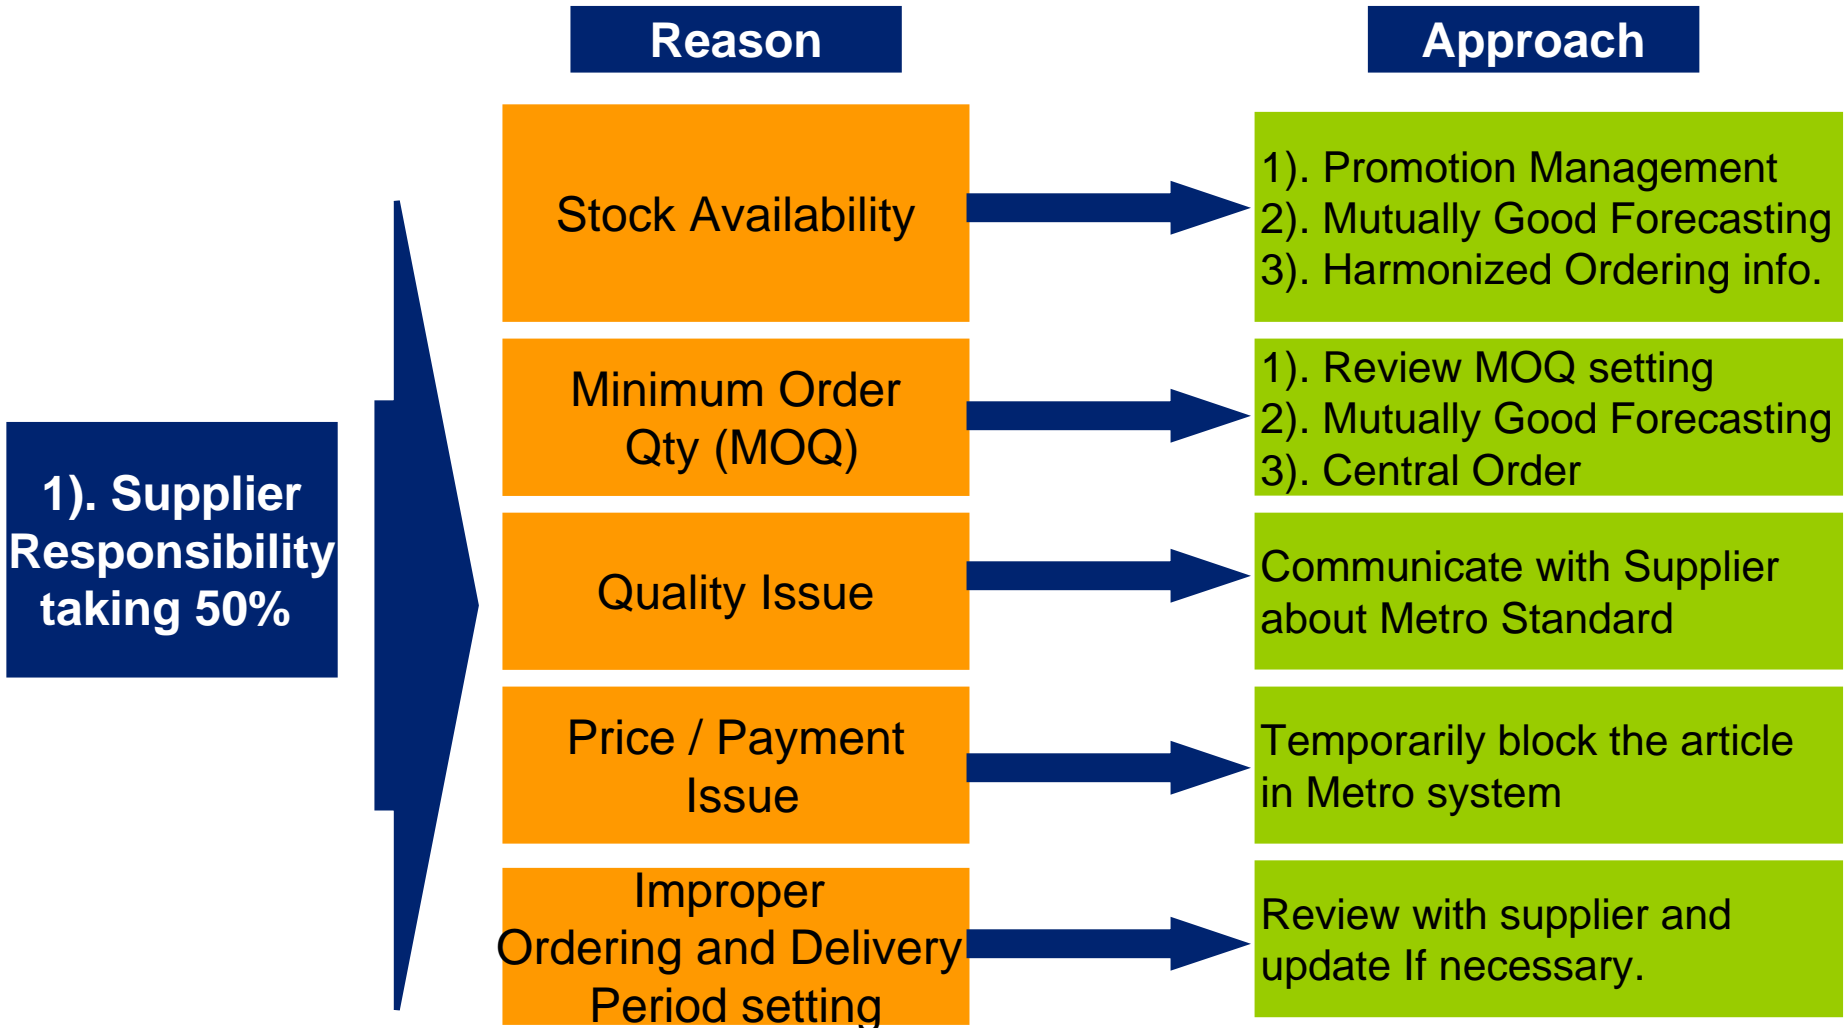 Reason
Approach
1). Supplier
Responsibility
taking 50%
Stock Availability
1). Promotion Management
2). Mutually Good Forecasting
3). Harmonized Ordering info.
Minimum Order
Qty (MOQ)
1). Review MOQ setting
2). Mutually Good Forecasting
3). Central Order
Quality Issue
Communicate with Supplier
about Metro Standard
Price / Payment
Issue
Temporarily block the article
in Metro system
Improper
Ordering and Delivery
Period setting
Review with supplier and
update If necessary.